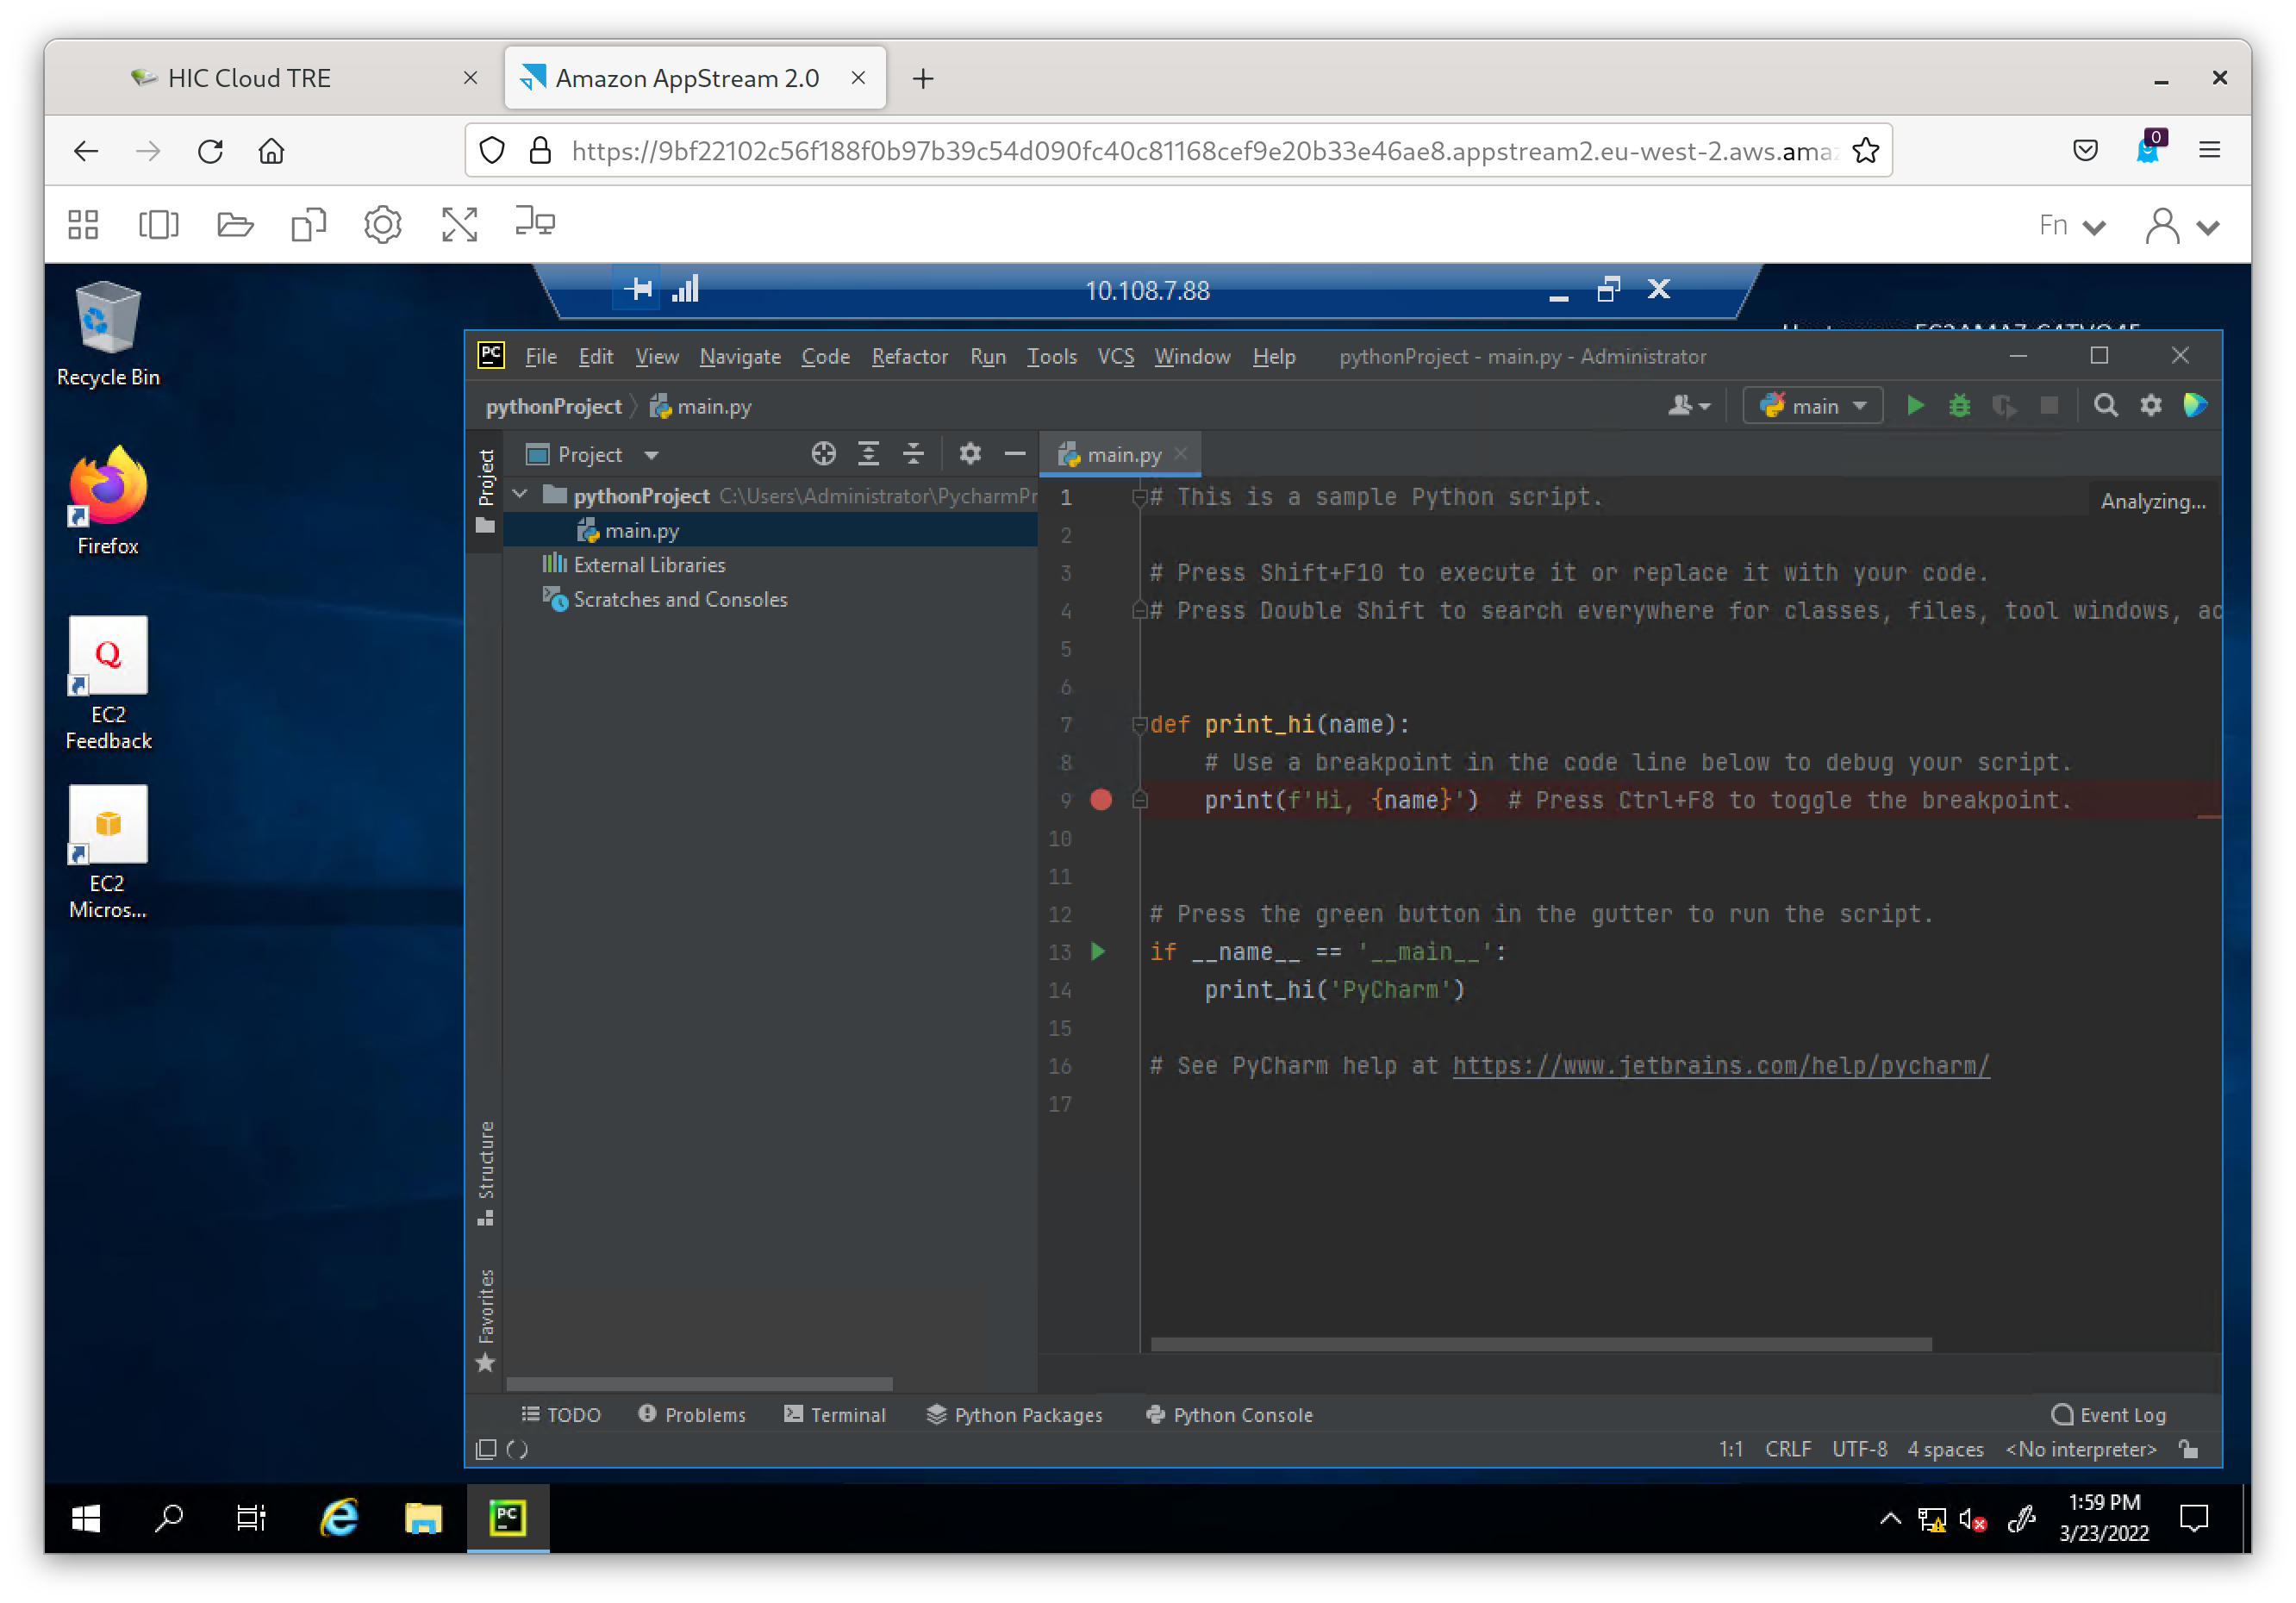 HIC Cloud TRE
Amazon AppStream 2.0
https://9bf22102c56f188f0b97b39c54d090fc40c81168cef9e20b33e46ae8.appstream2.eu-west-2.aws.ama
0
Fn
10.108.7.88
Recycle Bin
Firefox
Q
EC2
Feedback
EC2
Micros...
PC
File Edit View Navigate Code Refactor Run Tools VCS Window Help pythonProject - main.py - Administrator
pythonProject main.py
main
Project
Project
main.py
pythonProject C:\Users\Administrator\PycharmPr
main.py
External Libraries
Scratches and Consoles
Structure
Favorites
Analyzing...
1 # This is a sample Python script.
2
3 # Press Shift+F10 to execute it or replace it with your code.
4 # Press Double Shift to search everywhere for classes, files, tool windows, ac
5
6
7 def print_hi(name):
8 # Use a breakpoint in the code line below to debug your script.
9 print(f'Hi, {name}') # Press Ctrl+F8 to toggle the breakpoint.
10
11
12 # Press the green button in the gutter to run the script.
13 if __name__ == '__main__':
14 print_hi('PyCharm')
15
16 # See PyCharm help at https://www.jetbrains.com/help/pycharm/
17
TODO Problems Terminal Python Packages Python Console Event Log
1:1 CRLF UTF-8 4 spaces <No interpreter>
PC
1:59 PM
3/23/2022